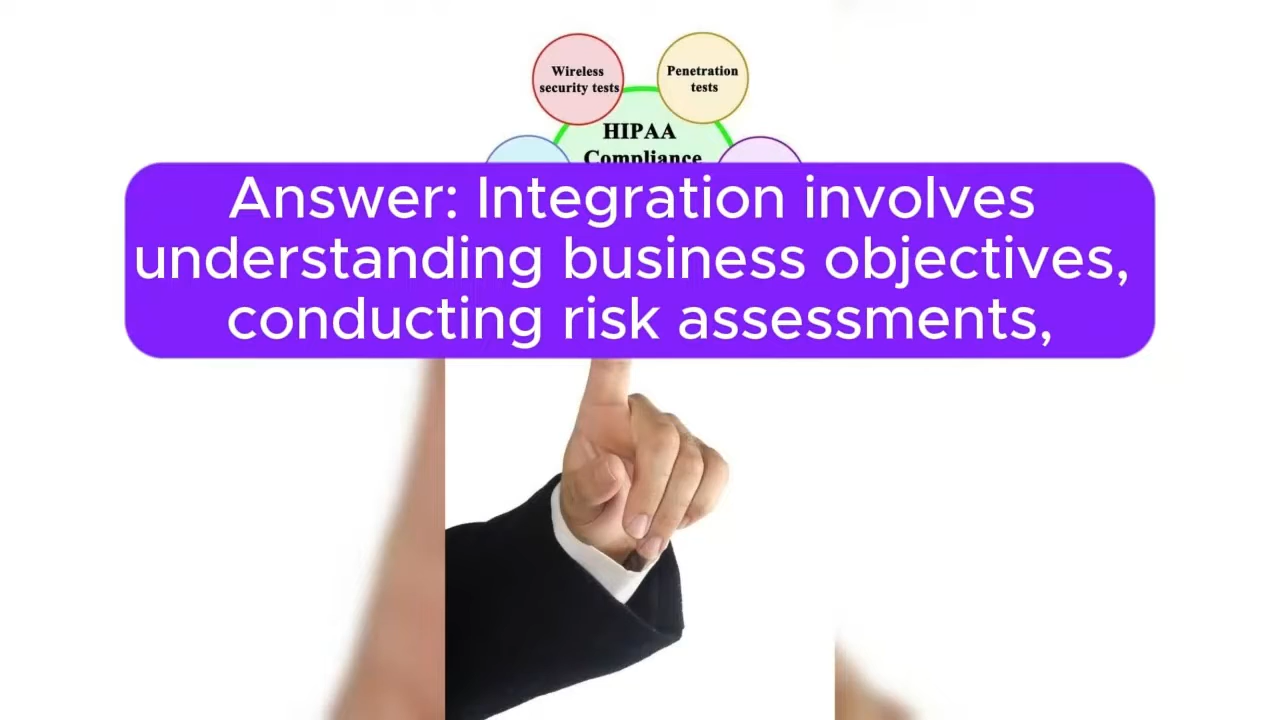 Wireless
security tests
Penetration
tests
HIPAA
Compliance
Answer: Integration involves
understanding business objectives,
conducting risk assessments,